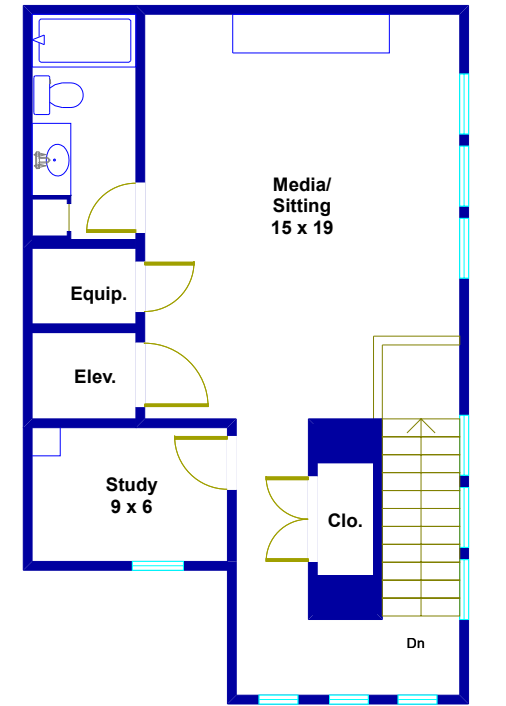 Media/
Sitting
15 x 19
Equip.
Elev.
Study
9 x 6
Clo.
Dn